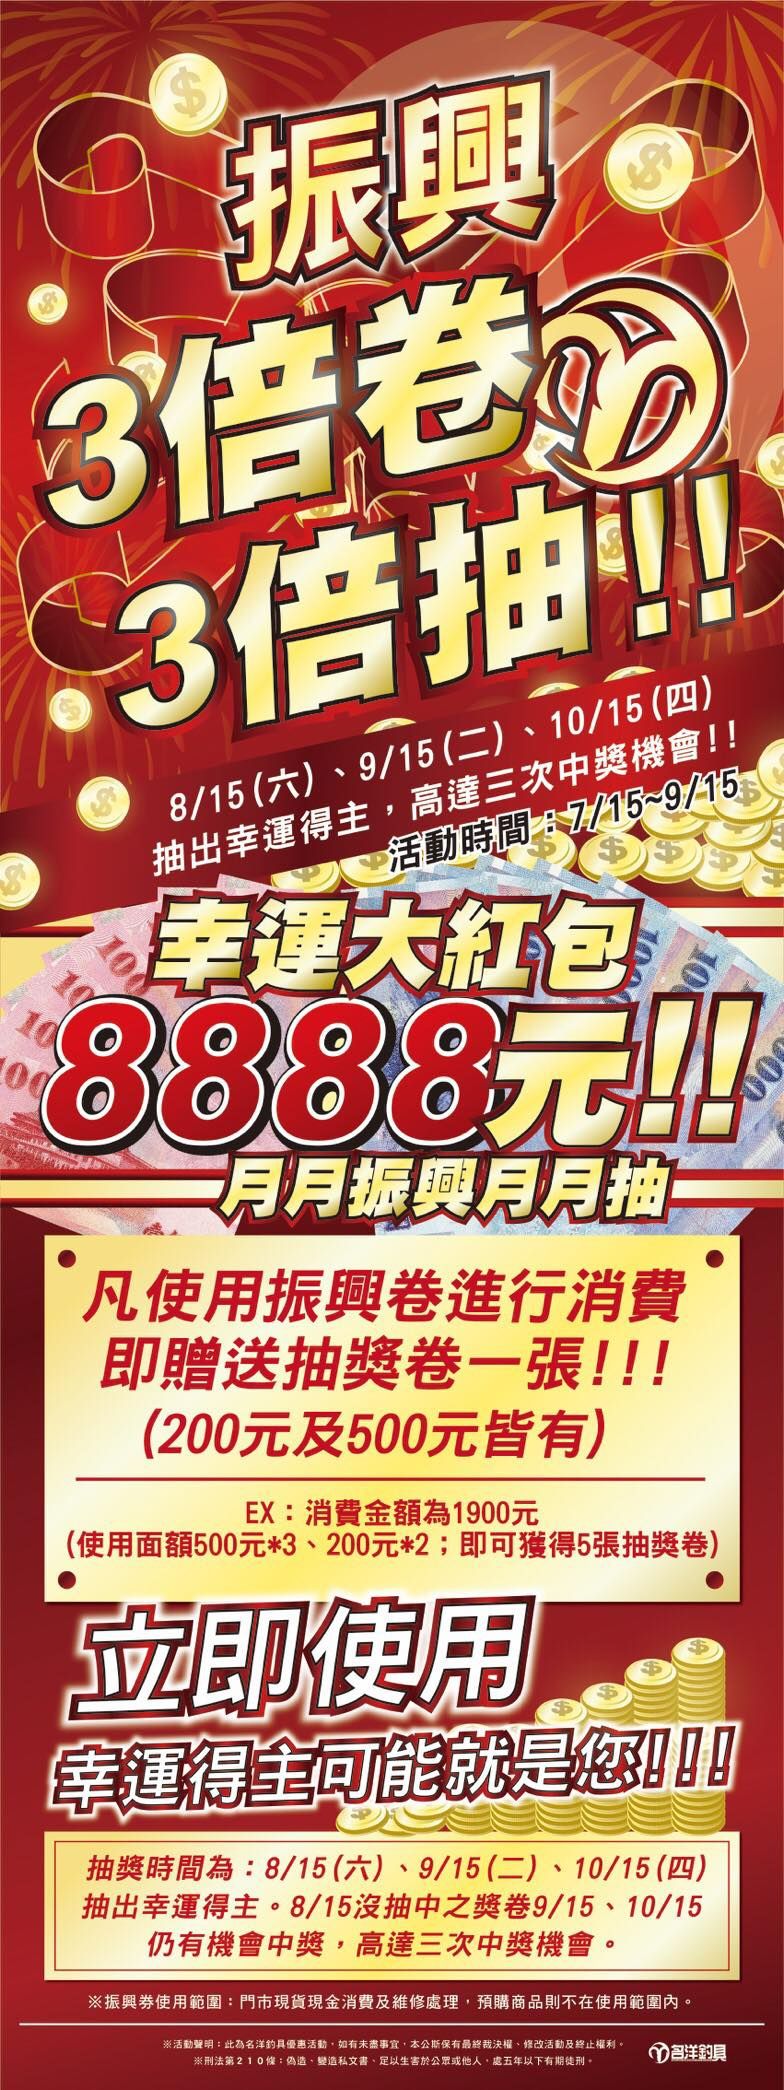 振興
3倍卷
3倍抽!!
8/15(六)、9/15(二)、10/15(四)
抽出幸運得主，高達三次中獎機會!!
活動時間：7/15~9/15
幸運大紅包
8888元!!
月月振興月月抽
凡使用振興卷進行消費
即贈送抽獎卷一張!!!
(200元及500元皆有)
EX：消費金額為1900元
(使用面額500元*3、200元*2；即可獲得5張抽獎卷)
立即使用
幸運得主可能就是您!!!
抽獎時間為：8/15(六)、9/15(二)、10/15(四)
抽出幸運得主。8/15沒抽中之獎卷9/15、10/15
仍有機會中獎，高達三次中獎機會。
※振興券使用範圍：門市現貨現金消費及維修處理，預購商品則不在使用範圍內。
※活動聲明：此為名洋釣具優惠活動，如有未盡事宜，本公斯保有最終裁決權、修改活動及終止權利。
※刑法第２１０條：偽造、變造私文書、足以生害於公眾或他人，處五年以下有期徒刑。
名洋釣具